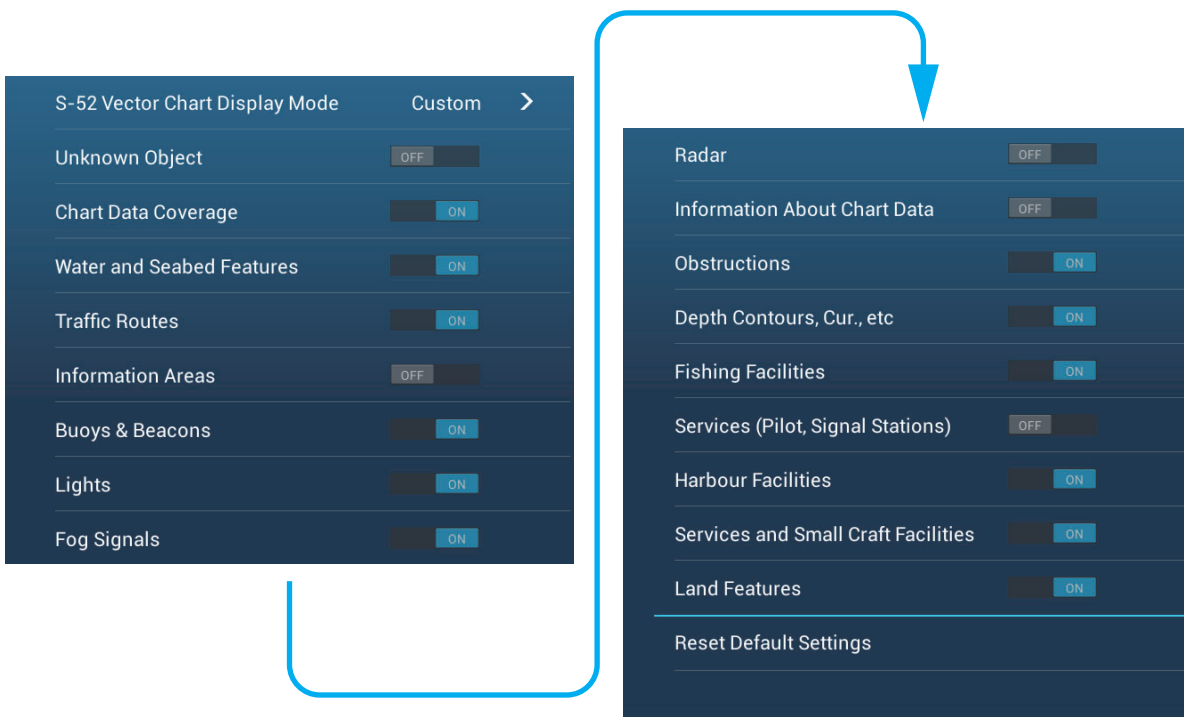 S-52 Vector Chart Display Mode Custom
Unknown Object OFF
Chart Data Coverage ON
Water and Seabed Features ON
Traffic Routes ON
Information Areas OFF
Buoys & Beacons ON
Lights ON
Fog Signals ON
Radar OFF
Information About Chart Data OFF
Obstructions ON
Depth Contours, Cur., etc ON
Fishing Facilities ON
Services (Pilot, Signal Stations) OFF
Harbour Facilities ON
Services and Small Craft Facilities ON
Land Features ON
Reset Default Settings